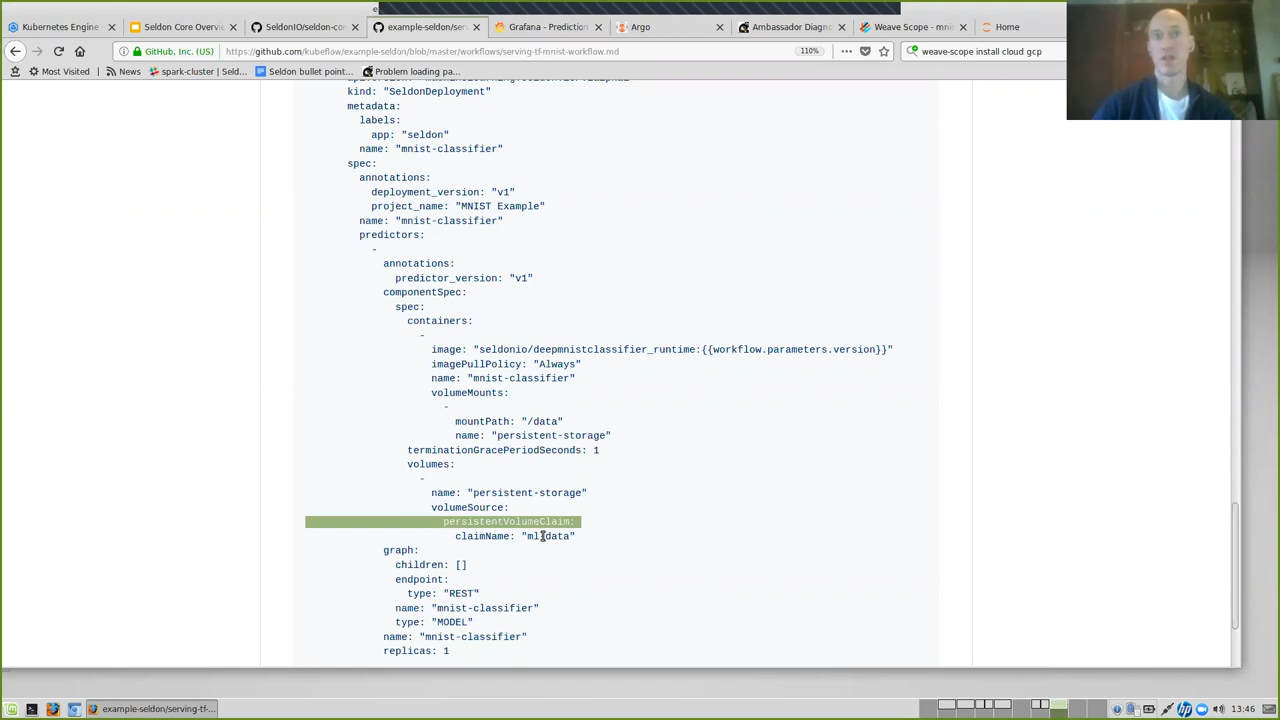 Kubernetes Engine
Seldon Core Overvie
SeldonIO/seldon-co
example-seldon/serv
Grafana - Prediction
Argo
Ambassador Diagno
Weave Scope - mnis
Home
GitHub, Inc. (US)
https://github.com/kubeflow/example-seldon/blob/master/workflows/serving-tf-mnist-workflow.md
110%
weave-scope install cloud gcp
Most Visited
News
spark-cluster | Seld...
Seldon bullet point...
Problem loading pa...
kind: "SeldonDeployment"
metadata:
labels:
app: "seldon"
name: "mnist-classifier"
spec:
annotations:
deployment_version: "v1"
project_name: "MNIST Example"
name: "mnist-classifier"
predictors:
-
annotations:
predictor_version: "v1"
componentSpec:
spec:
containers:
-
image: "seldonio/deepmnistclassifier_runtime:{{workflow.parameters.version}}"
imagePullPolicy: "Always"
name: "mnist-classifier"
volumeMounts:
-
mountPath: "/data"
name: "persistent-storage"
terminationGracePeriodSeconds: 1
volumes:
-
name: "persistent-storage"
volumeSource:
persistentVolumeClaim:
claimName: "ml-data"
graph:
children: []
endpoint:
type: "REST"
name: "mnist-classifier"
type: "MODEL"
name: "mnist-classifier"
replicas: 1
example-seldon/serving-tf-...
13:46